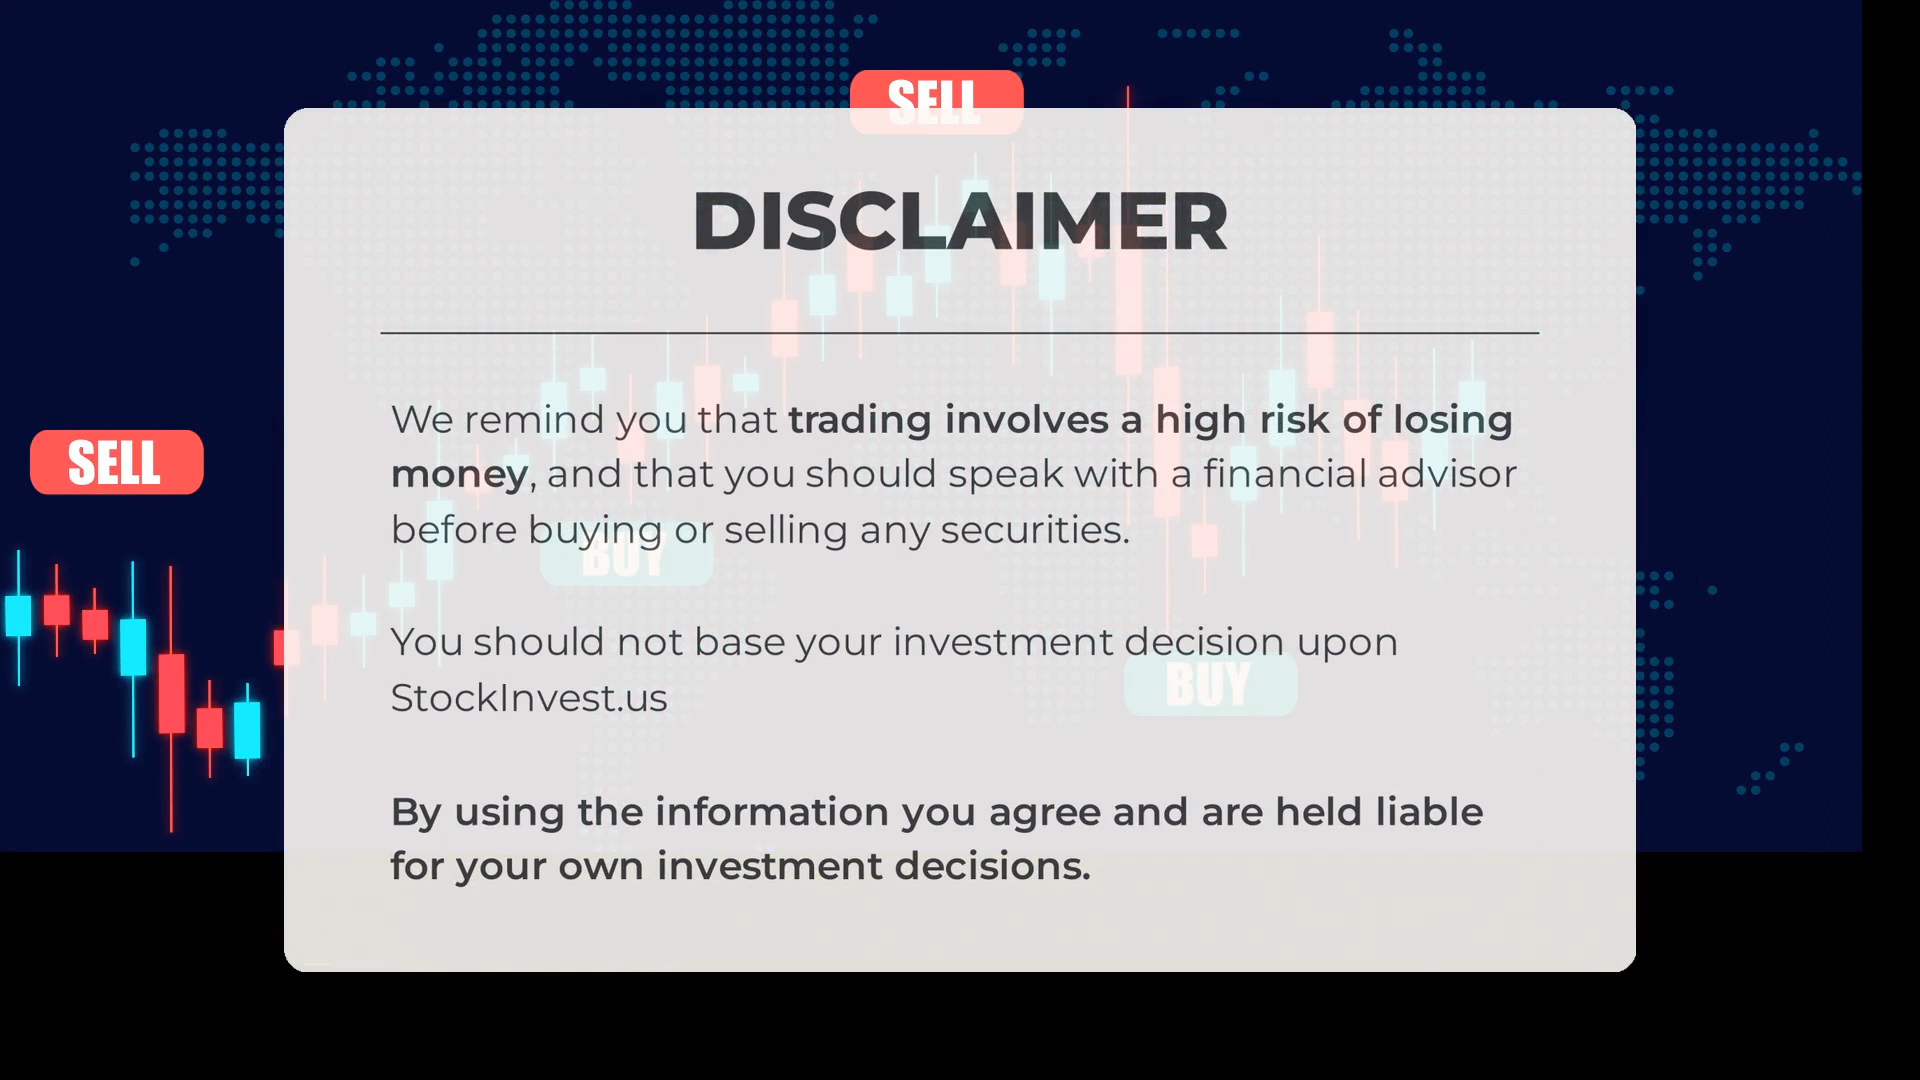 SELL
DISCLAIMER
We remind you that trading involves a high risk of losing
money, and that you should speak with a financial advisor
before buying or selling any securities.
SELL
BUY
You should not base your investment decision upon
StockInvest.us
BUY
By using the information you agree and are held liable
for your own investment decisions.